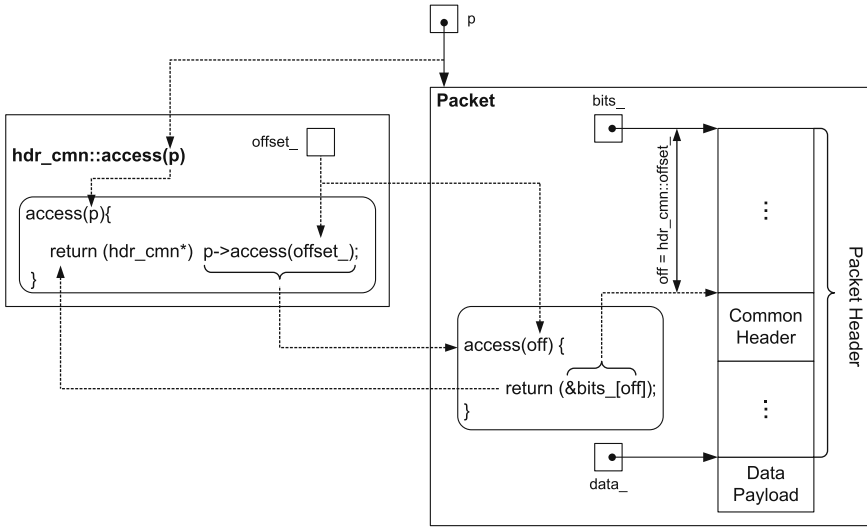 p
Packet
bits_
hdr_cmn::access(p)
offset_
access(p){
return (hdr_cmn*) p->access(offset_);
}
off = hdr_cmn::offset_
⋮
Packet Header
Common
Header
access(off) {
return (&bits_[off]);
}
⋮
data_
Data
Payload